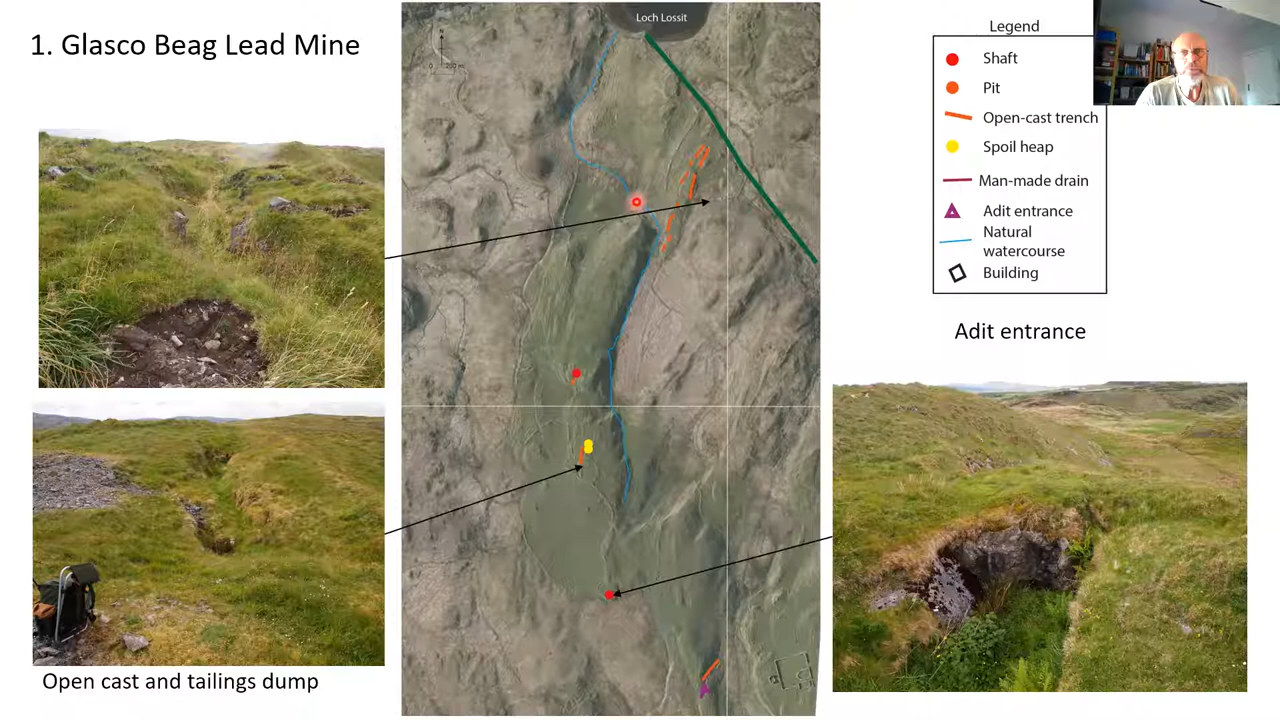 1. Glasco Beag Lead Mine
Loch Lossit
N
Legend
Shaft
Pit
Open-cast trench
Spoil heap
Man-made drain
Adit entrance
Natural
watercourse
Building
Adit entrance
Open cast and tailings dump